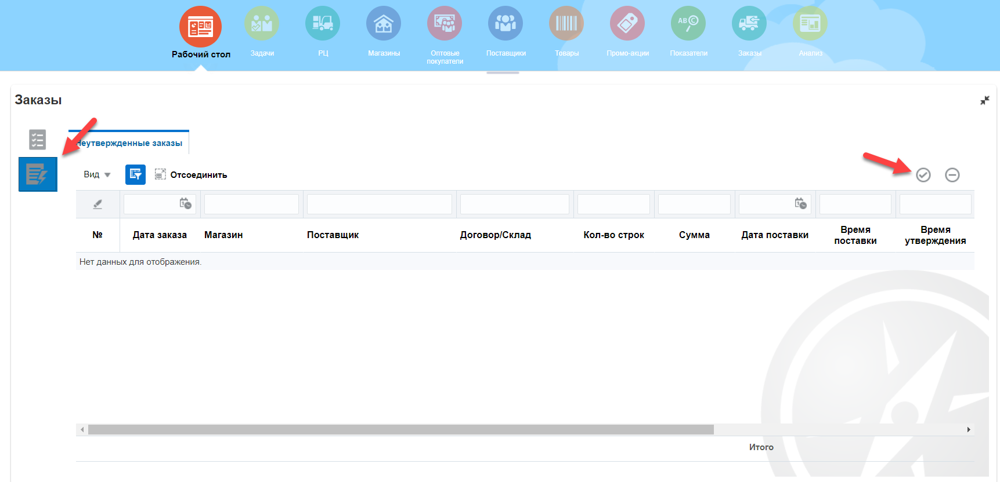 Рабочий стол
Задачи
РЦ
Магазины
Оптовые
покупатели
Поставщики
Товары
Промо-акции
ABC
Показатели
Заказы
Анализ
Заказы
Неутвержденные заказы
Вид
Отсоединить
№
Дата заказа
Магазин
Поставщик
Договор/Склад
Кол-во строк
Сумма
Дата поставки
Время
поставки
Время
утверждения
Нет данных для отображения.
Итого